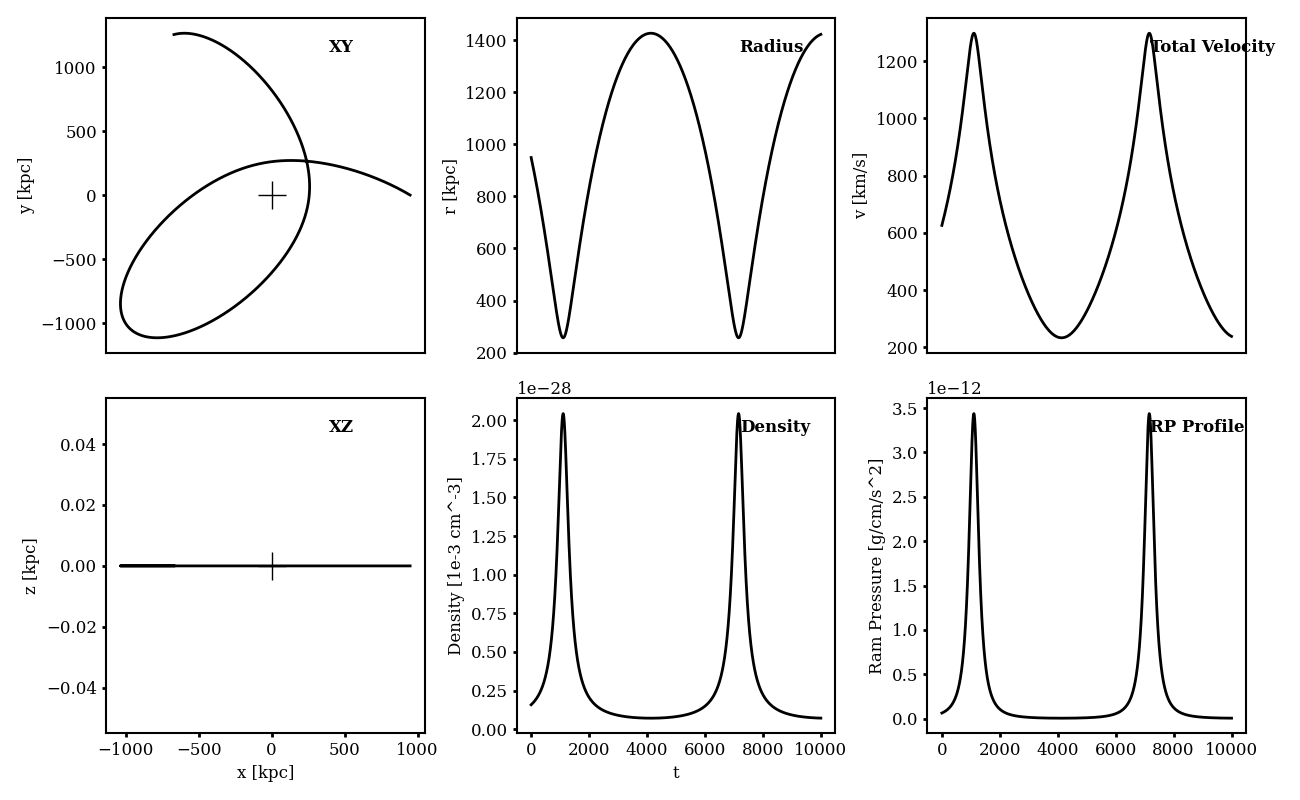 XY
y [kpc]
1000
500
0
−500
−1000
Radius
r [kpc]
1400
1200
1000
800
600
400
200
Total Velocity
v [km/s]
1200
1000
800
600
400
200
XZ
z [kpc]
0.04
0.02
0.00
−0.02
−0.04
−1000 −500 0 500 1000
x [kpc]
1e−28
Density
Density [1e-3 cm^-3]
2.00
1.75
1.50
1.25
1.00
0.75
0.50
0.25
0.00
0 2000 4000 6000 8000 10000
t
1e−12
RP Profile
Ram Pressure [g/cm/s^2]
3.5
3.0
2.5
2.0
1.5
1.0
0.5
0.0
0 2000 4000 6000 8000 10000